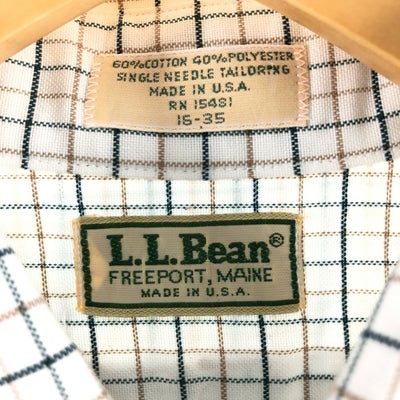 60% COTTON 40% POLYESTER
SINGLE NEEDLE TAILORING
MADE IN U.S.A.
RN 15481
16-35
L.L.Bean®
FREEPORT, MAINE
MADE IN U.S.A.